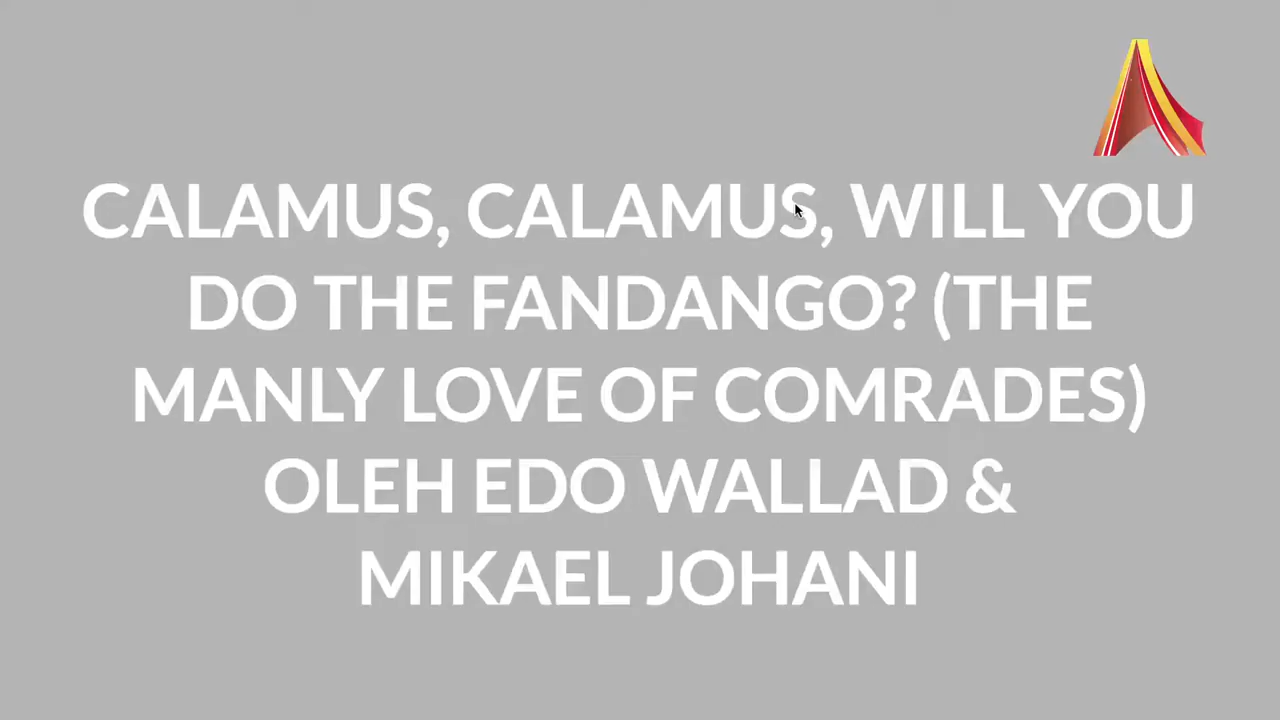 CALAMUS, CALAMUS, WILL YOU
DO THE FANDANGO? (THE
MANLY LOVE OF COMRADES)
OLEH EDO WALLAD &
MIKAEL JOHANI